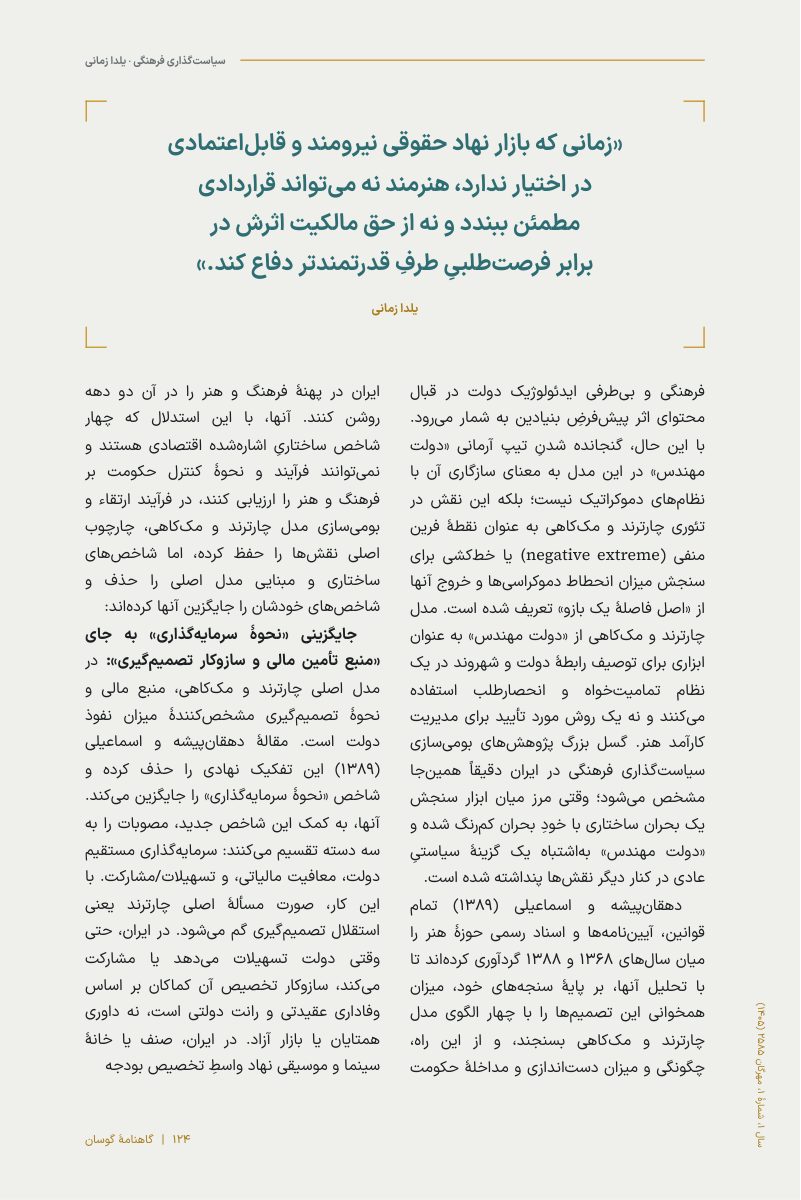 سیاست‌گذاری فرهنگی · یلدا زمانی
«زمانی که بازار نهاد حقوقی نیرومند و قابل‌اعتمادی
در اختیار ندارد، هنرمند نه می‌تواند قراردادی
مطمئن ببندد و نه از حق مالکیت اثرش در
برابر فرصت‌طلبیِ طرفِ قدرتمندتر دفاع کند.»
یلدا زمانی
فرهنگی و بی‌طرفی ایدئولوژیک دولت در قبال
محتوای اثر پیش‌فرضِ بنیادین به شمار می‌رود.
با این حال، گنجانده شدنِ تیپ آرمانی «دولت
مهندس» در این مدل به معنای سازگاری آن با
نظام‌های دموکراتیک نیست؛ بلکه این نقش در
تئوری چارترند و مک‌کاهی به عنوان نقطهٔ فرین
منفی (negative extreme) یا خط‌کشی برای
سنجش میزان انحطاط دموکراسی‌ها و خروج آنها
از «اصل فاصلهٔ یک بازو» تعریف شده است. مدل
چارترند و مک‌کاهی از «دولت مهندس» به عنوان
ابزاری برای توصیف رابطهٔ دولت و شهروند در یک
نظام تمامیت‌خواه و انحصارطلب استفاده
می‌کنند و نه یک روش مورد تأیید برای مدیریت
کارآمد هنر. گسل بزرگ پژوهش‌های بومی‌سازی
سیاست‌گذاری فرهنگی در ایران دقیقاً همین‌جا
مشخص می‌شود؛ وقتی مرز میان ابزار سنجش
یک بحران ساختاری با خودِ بحران کم‌رنگ شده و
«دولت مهندس» به‌اشتباه یک گزینهٔ سیاستیِ
عادی در کنار دیگر نقش‌ها پنداشته شده است.
دهقان‌پیشه و اسماعیلی (۱۳۸۹) تمام
قوانین، آیین‌نامه‌ها و اسناد رسمی حوزهٔ هنر را
میان سال‌های ۱۳۶۸ و ۱۳۸۸ گردآوری کرده‌اند تا
با تحلیل آنها، بر پایهٔ سنجه‌های خود، میزان
همخوانی این تصمیم‌ها را با چهار الگوی مدل
چارترند و مک‌کاهی بسنجند، و از این راه،
چگونگی و میزان دست‌اندازی و مداخلهٔ حکومت
ایران در پهنهٔ فرهنگ و هنر را در آن دو دهه
روشن کنند. آنها، با این استدلال که چهار
شاخص ساختاریِ اشاره‌شده اقتصادی هستند و
نمی‌توانند فرآیند و نحوهٔ کنترل حکومت بر
فرهنگ و هنر را ارزیابی کنند، در فرآیند ارتقاء و
بومی‌سازی مدل چارترند و مک‌کاهی، چارچوب
اصلی نقش‌ها را حفظ کرده، اما شاخص‌های
ساختاری و مبنایی مدل اصلی را حذف و
شاخص‌های خودشان را جایگزین آنها کرده‌اند:
جایگزینی «نحوهٔ سرمایه‌گذاری» به جای
«منبع تأمین مالی و سازوکار تصمیم‌گیری»: در
مدل اصلی چارترند و مک‌کاهی، منبع مالی و
نحوهٔ تصمیم‌گیری مشخص‌کنندهٔ میزان نفوذ
دولت است. مقالهٔ دهقان‌پیشه و اسماعیلی
(۱۳۸۹) این تفکیک نهادی را حذف کرده و
شاخص «نحوهٔ سرمایه‌گذاری» را جایگزین می‌کند.
آنها، به کمک این شاخص جدید، مصوبات را به
سه دسته تقسیم می‌کنند: سرمایه‌گذاری مستقیم
دولت، معافیت مالیاتی، و تسهیلات/مشارکت. با
این کار، صورت مسألهٔ اصلی چارترند یعنی
استقلال تصمیم‌گیری گم می‌شود. در ایران، حتی
وقتی دولت تسهیلات می‌دهد یا مشارکت
می‌کند، سازوکار تخصیص آن کماکان بر اساس
وفاداری عقیدتی و رانت دولتی است، نه داوری
همتایان یا بازار آزاد. در ایران، صنف یا خانهٔ
سینما و موسیقی نهاد واسطِ تخصیص بودجه
سال ۱، شمارهٔ ۱، مهرگان ۲۵۸۵ (۱۴۰۵)
۱۲۴ | گاهنامهٔ گوسان